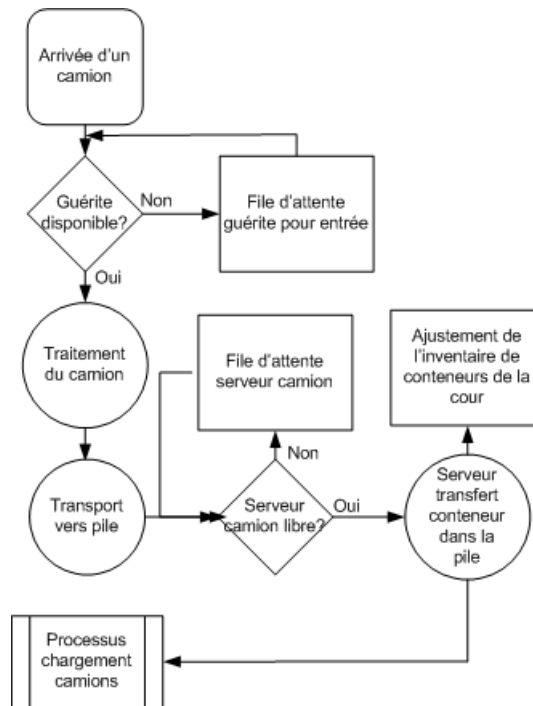 Arrivée d'un
camion
Guérite
disponible?
Non
File d'attente
guérite pour entrée
Oui
Traitement
du camion
File d'attente
serveur camion
Ajustement de
l'inventaire de
conteneurs de la
cour
Non
Transport
vers pile
Serveur
camion libre?
Oui
Serveur
transfert
conteneur
dans la
pile
Processus
chargement
camions